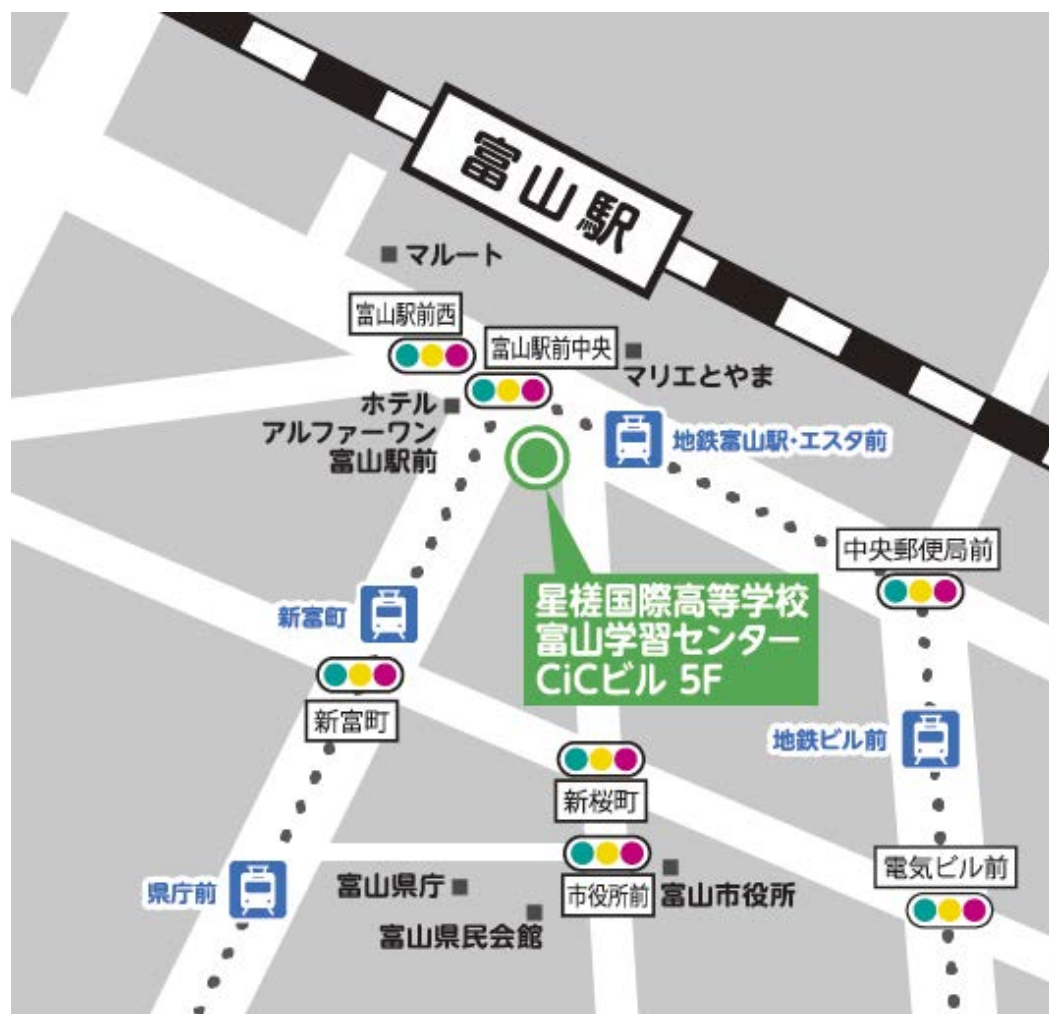 富山駅
マルート
富山駅前西
富山駅前中央
マリエとやま
ホテル
アルファーワン
富山駅前
地鉄富山駅・エスタ前
中央郵便局前
星槎国際高等学校
富山学習センター
CiCビル 5F
新富町
新富町
地鉄ビル前
新桜町
電気ビル前
県庁前
富山県庁
市役所前
富山市役所
富山県民会館